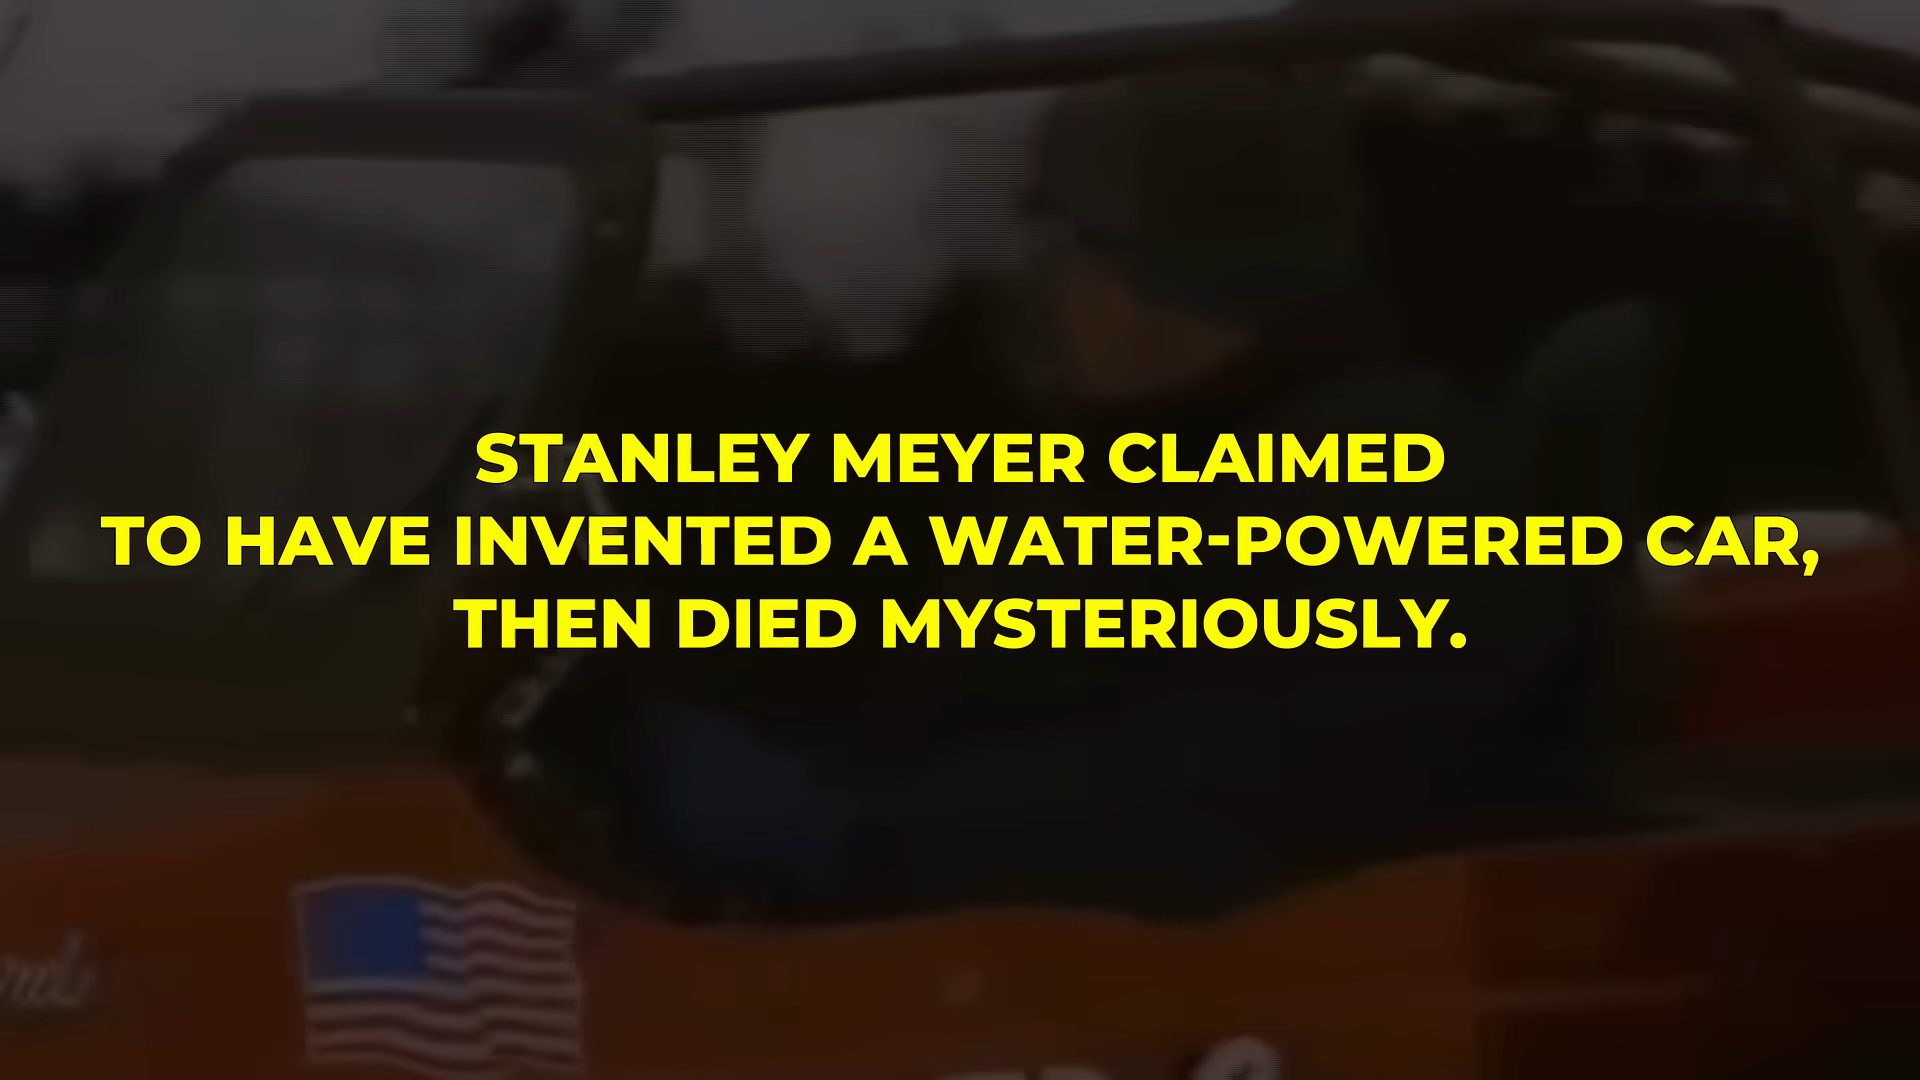 STANLEY MEYER CLAIMED
TO HAVE INVENTED A WATER-POWERED CAR,
THEN DIED MYSTERIOUSLY.